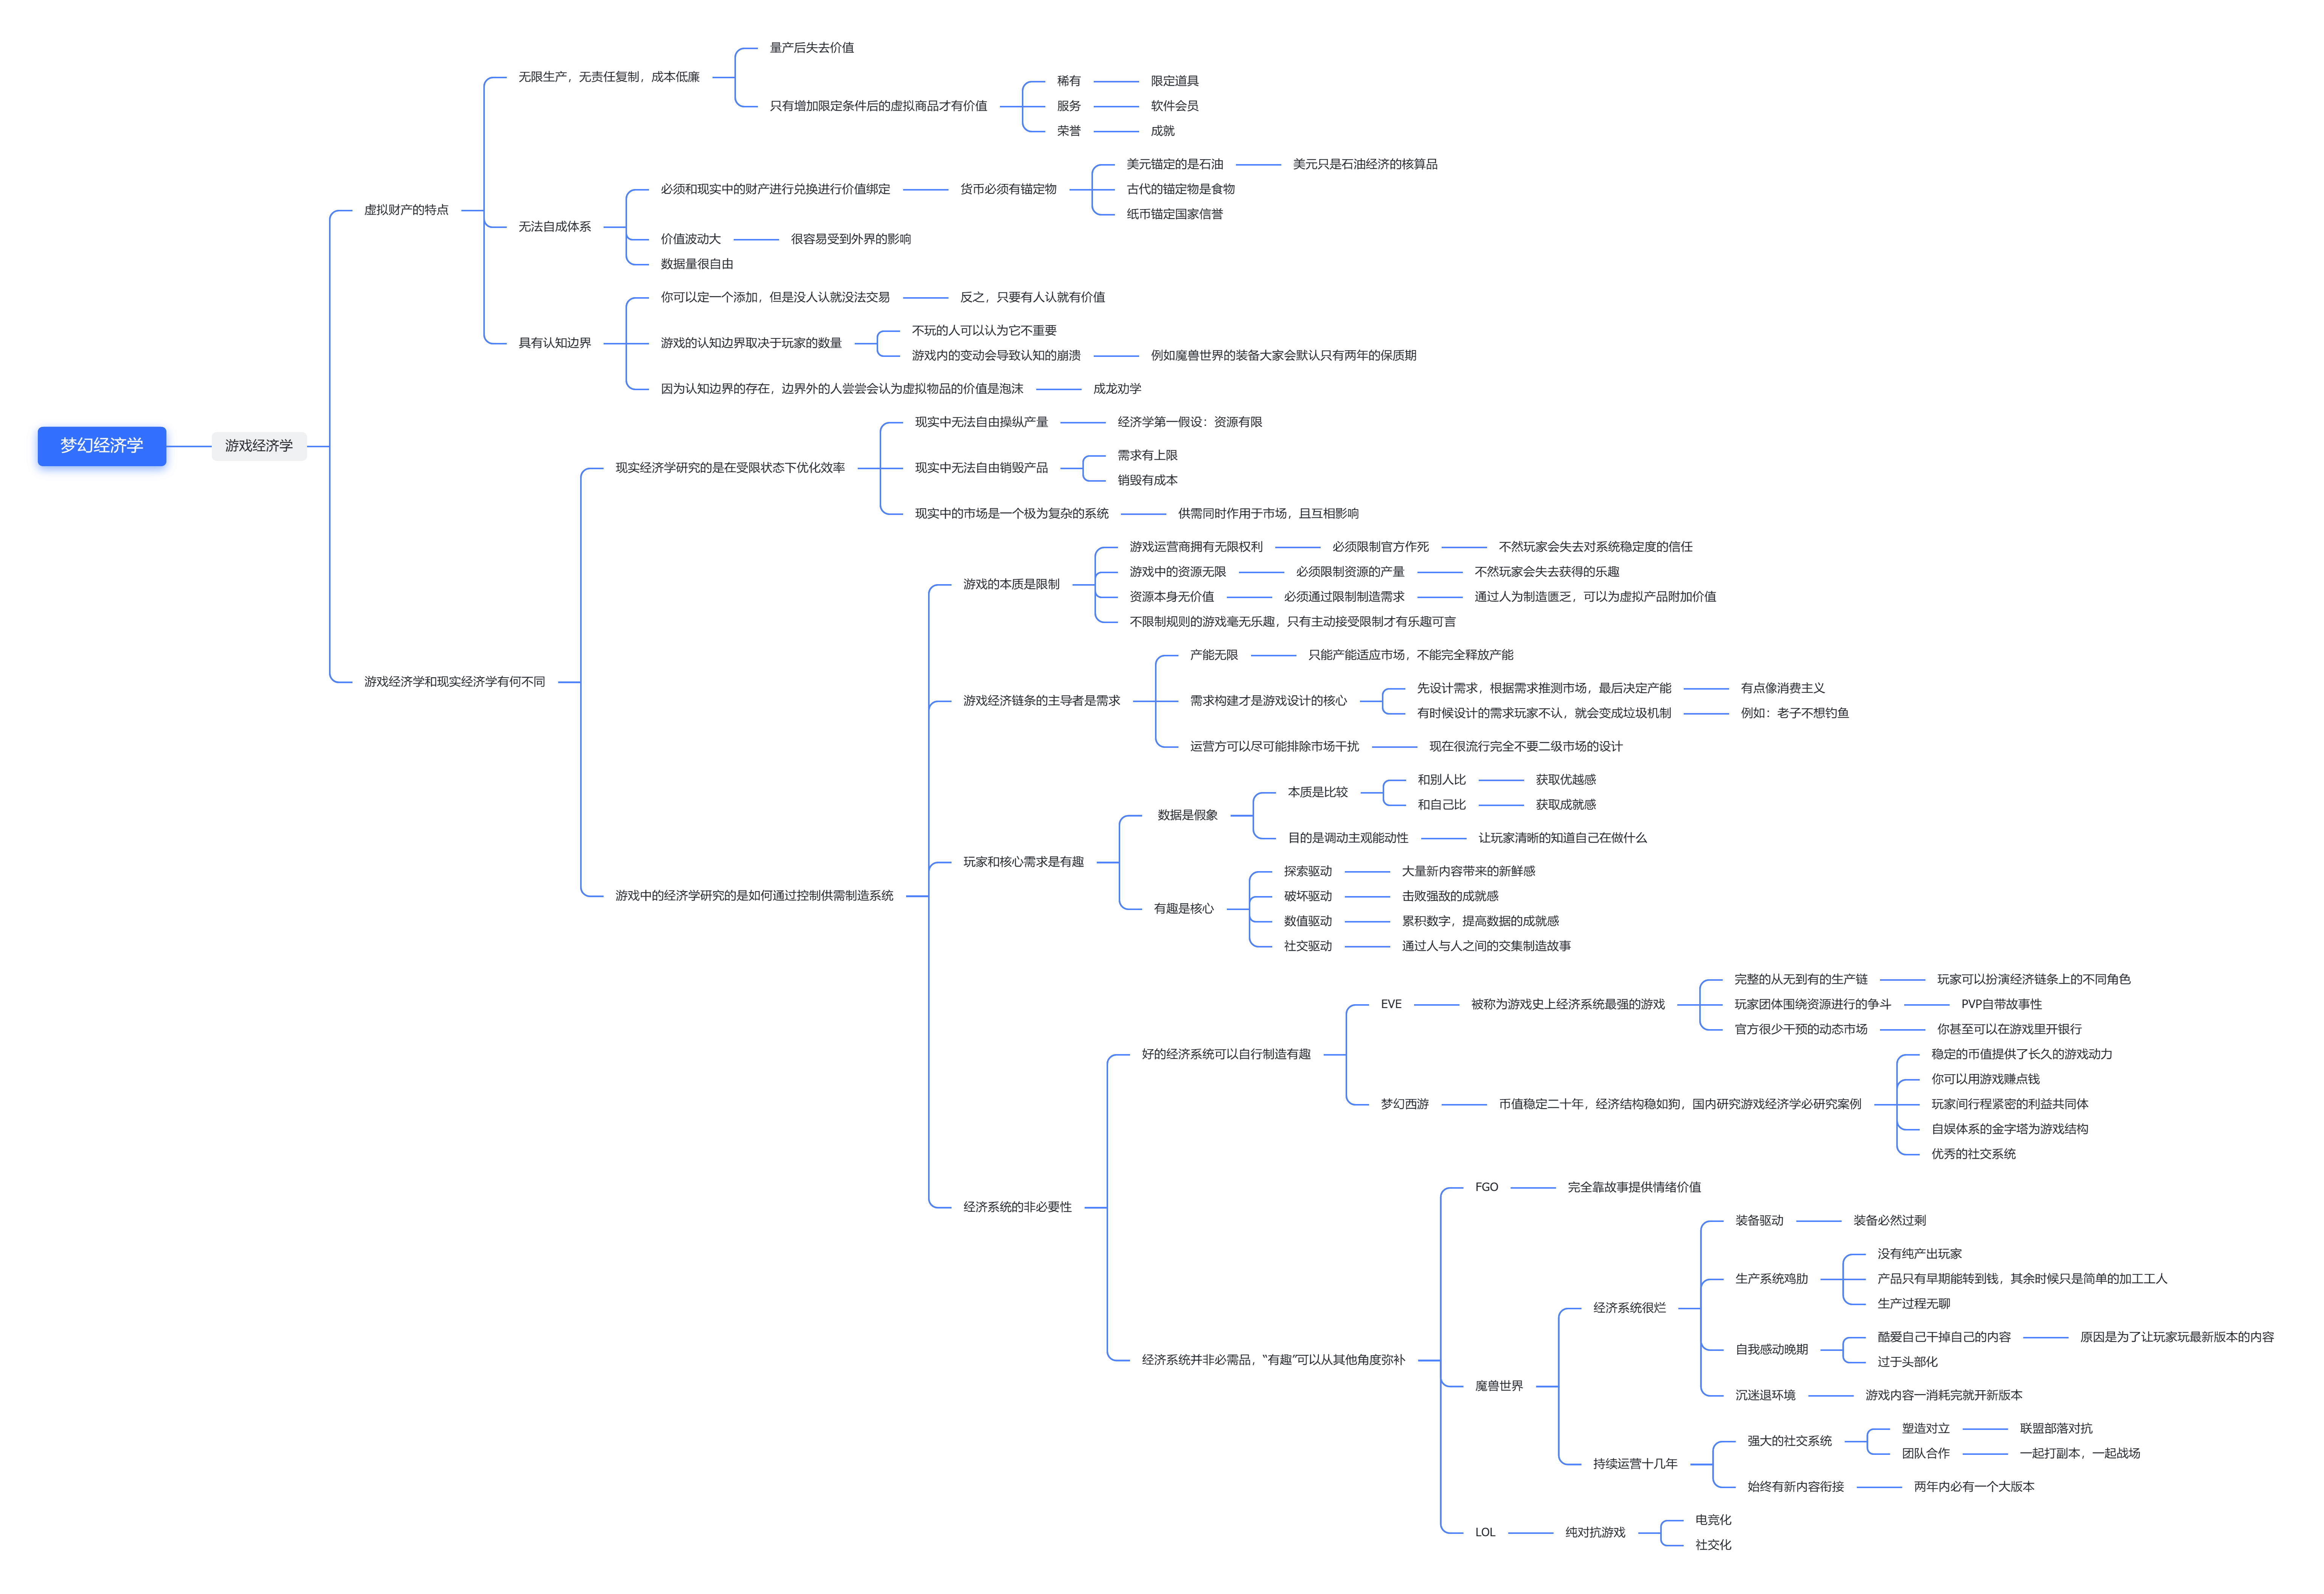 梦幻经济学
游戏经济学
虚拟财产的特点
无限生产，无责任复制，成本低廉
量产后失去价值
只有增加限定条件后的虚拟商品才有价值
稀有
限定道具
服务
软件会员
荣誉
成就
无法自成体系
必须和现实中的财产进行兑换进行价值绑定
货币必须有锚定物
美元锚定的是石油
美元只是石油经济的核算品
古代的锚定物是食物
纸币锚定国家信誉
价值波动大
很容易受到外界的影响
数据量很自由
具有认知边界
你可以定一个添加，但是没人认就没法交易
反之，只要有人认就有价值
游戏的认知边界取决于玩家的数量
不玩的人可以认为它不重要
游戏内的变动会导致认知的崩溃
例如魔兽世界的装备大家会默认只有两年的保质期
因为认知边界的存在，边界外的人尝尝会认为虚拟物品的价值是泡沫
成龙劝学
游戏经济学和现实经济学有何不同
现实经济学研究的是在受限状态下优化效率
现实中无法自由操纵产量
经济学第一假设：资源有限
现实中无法自由销毁产品
需求有上限
销毁有成本
现实中的市场是一个极为复杂的系统
供需同时作用于市场，且互相影响
游戏中的经济学研究的是如何通过控制供需制造系统
游戏的本质是限制
游戏运营商拥有无限权利
必须限制官方作死
不然玩家会失去对系统稳定度的信任
游戏中的资源无限
必须限制资源的产量
不然玩家会失去获得的乐趣
资源本身无价值
必须通过限制制造需求
通过人为制造匮乏，可以为虚拟产品附加价值
不限制规则的游戏毫无乐趣，只有主动接受限制才有乐趣可言
游戏经济链条的主导者是需求
产能无限
只能产能适应市场，不能完全释放产能
需求构建才是游戏设计的核心
先设计需求，根据需求推测市场，最后决定产能
有点像消费主义
有时候设计的需求玩家不认，就会变成垃圾机制
例如：老子不想钓鱼
运营方可以尽可能排除市场干扰
现在很流行完全不要二级市场的设计
玩家和核心需求是有趣
数据是假象
本质是比较
和别人比
获取优越感
和自己比
获取成就感
目的是调动主观能动性
让玩家清晰的知道自己在做什么
有趣是核心
探索驱动
大量新内容带来的新鲜感
破坏驱动
击败强敌的成就感
数值驱动
累积数字，提高数据的成就感
社交驱动
通过人与人之间的交集制造故事
经济系统的非必要性
好的经济系统可以自行制造有趣
EVE
被称为游戏史上经济系统最强的游戏
完整的从无到有的生产链
玩家可以扮演经济链条上的不同角色
玩家团体围绕资源进行的争斗
PVP自带故事性
官方很少干预的动态市场
你甚至可以在游戏里开银行
梦幻西游
币值稳定二十年，经济结构稳如狗，国内研究游戏经济学必研究案例
稳定的币值提供了长久的游戏动力
你可以用游戏赚点钱
玩家间行程紧密的利益共同体
自娱体系的金字塔为游戏结构
优秀的社交系统
经济系统并非必需品，“有趣”可以从其他角度弥补
FGO
完全靠故事提供情绪价值
魔兽世界
经济系统很烂
装备驱动
装备必然过剩
生产系统鸡肋
没有纯产出玩家
产品只有早期能转到钱，其余时候只是简单的加工工人
生产过程无聊
自我感动晚期
酷爱自己干掉自己的内容
原因是为了让玩家玩最新版本的内容
过于头部化
沉迷退环境
游戏内容一消耗完就开新版本
持续运营十几年
强大的社交系统
塑造对立
联盟部落对抗
团队合作
一起打副本，一起战场
始终有新内容衔接
两年内必有一个大版本
LOL
纯对抗游戏
电竞化
社交化